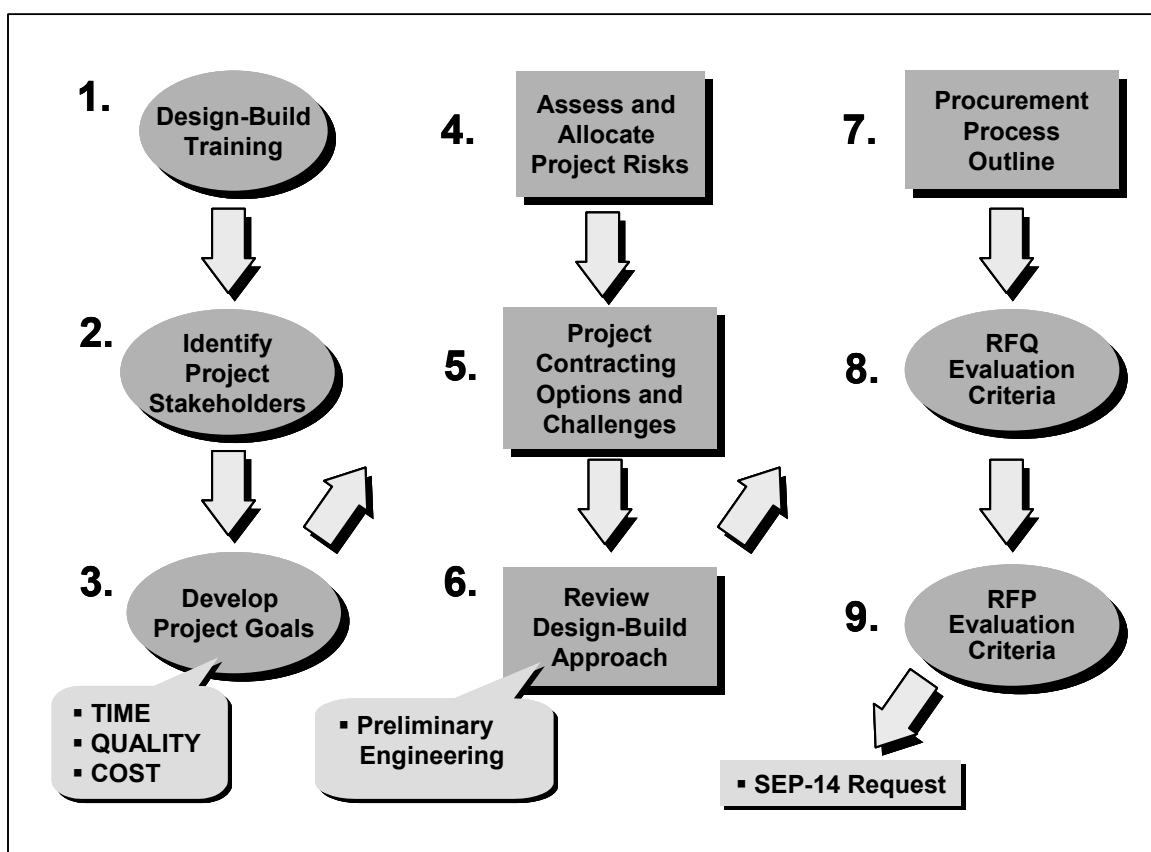 1.
Design-Build
Training
2.
Identify
Project
Stakeholders
3.
Develop
Project Goals
▪ TIME
▪ QUALITY
▪ COST
4.
Assess and
Allocate
Project Risks
5.
Project
Contracting
Options and
Challenges
6.
Review
Design-Build
Approach
▪ Preliminary
Engineering
7.
Procurement
Process
Outline
8.
RFQ
Evaluation
Criteria
9.
RFP
Evaluation
Criteria
▪ SEP-14 Request